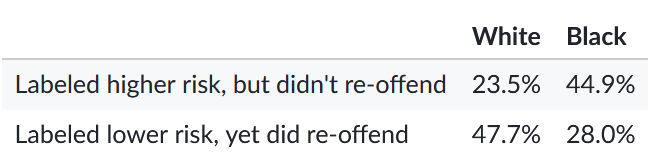 White Black
Labeled higher risk, but didn't re-offend 23.5% 44.9%
Labeled lower risk, yet did re-offend 47.7% 28.0%